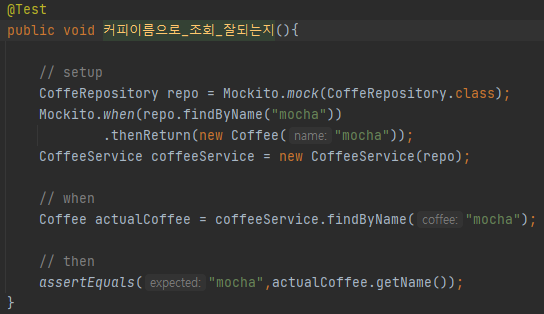 @Test
public void 커피이름으로_조회_잘되는지(){
// setup
CoffeRepository repo = Mockito.mock(CoffeRepository.class);
Mockito.when(repo.findByName("mocha"))
.thenReturn(new Coffee( name: "mocha"));
CoffeeService coffeeService = new CoffeeService(repo);
// when
Coffee actualCoffee = coffeeService.findByName( coffee: "mocha");
// then
assertEquals( expected: "mocha",actualCoffee.getName());
}